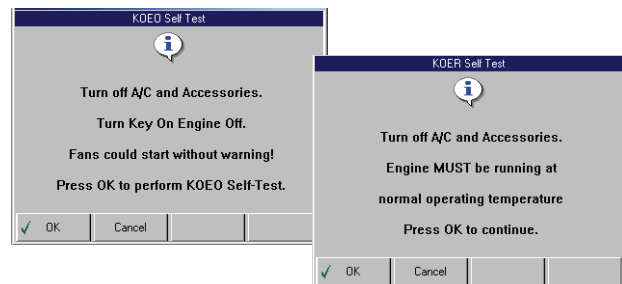 KOEO Self Test
Turn off A/C and Accessories.
Turn Key On Engine Off.
Fans could start without warning!
Press OK to perform KOEO Self-Test.
OK
Cancel
KOER Self Test
Turn off A/C and Accessories.
Engine MUST be running at
normal operating temperature
Press OK to continue.
OK
Cancel